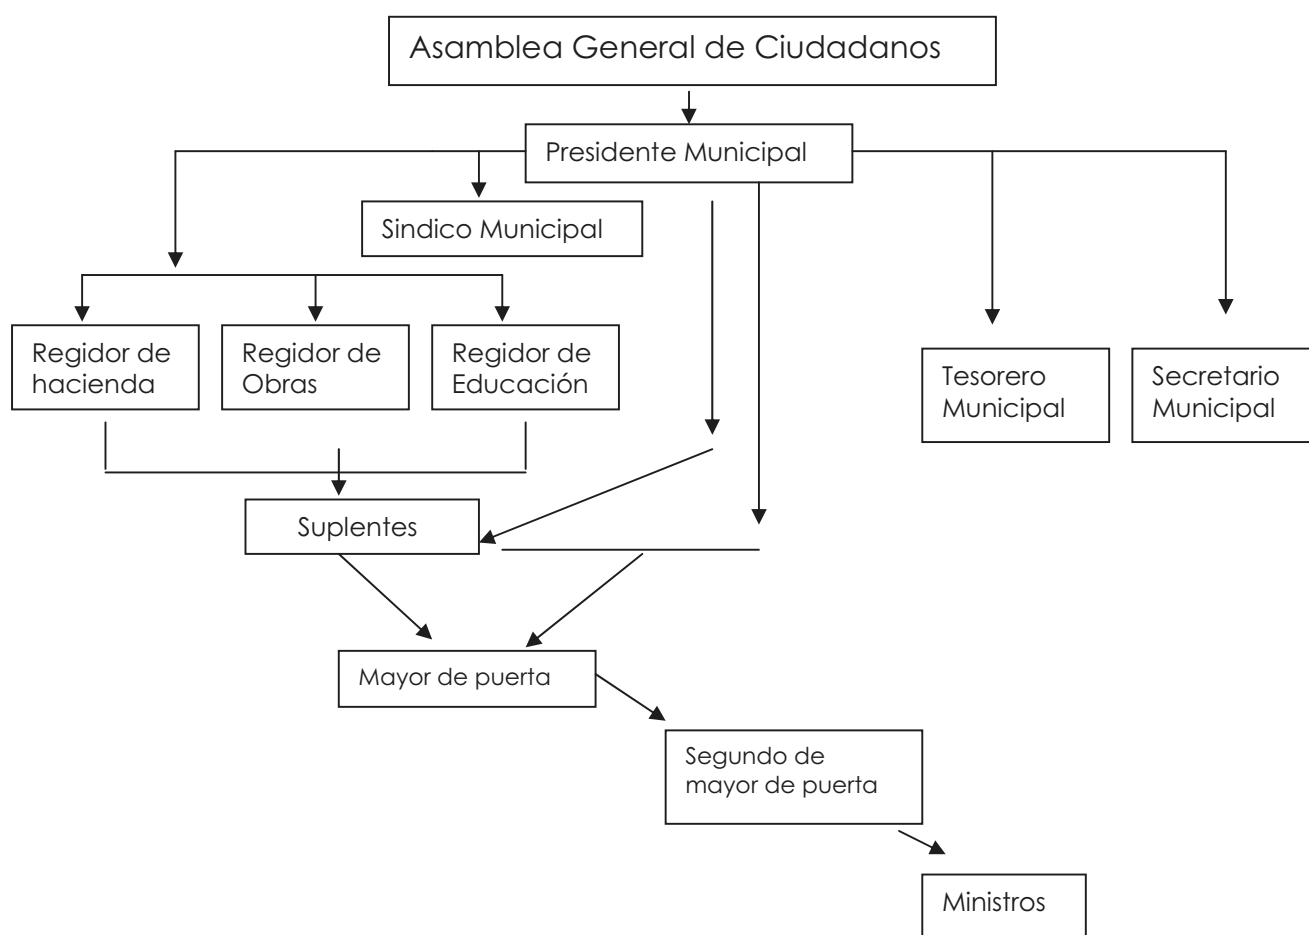 Asamblea General de Ciudadanos
Presidente Municipal
Sindico Municipal
Regidor de
hacienda
Regidor de
Obras
Regidor de
Educación
Tesorero
Municipal
Secretario
Municipal
Suplentes
Mayor de puerta
Segundo de
mayor de puerta
Ministros